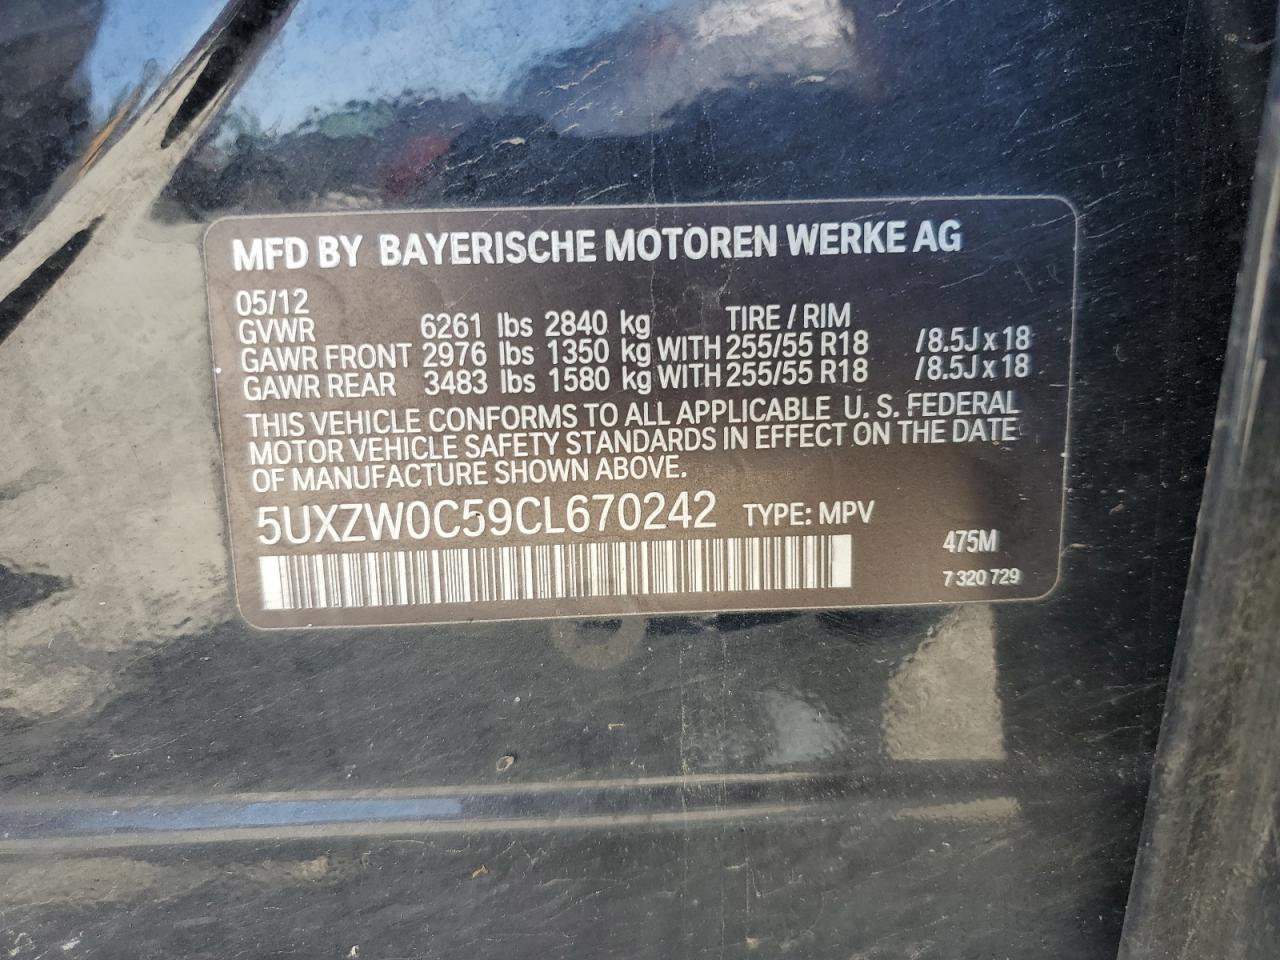 MFD BY BAYERISCHE MOTOREN WERKE AG
05/12 TIRE / RIM
GVWR 6261 lbs 2840 kg
GAWR FRONT 2976 lbs 1350 kg WITH 255/55 R18 /8.5J x 18
GAWR REAR 3483 lbs 1580 kg WITH 255/55 R18 /8.5J x 18
THIS VEHICLE CONFORMS TO ALL APPLICABLE U. S. FEDERAL
MOTOR VEHICLE SAFETY STANDARDS IN EFFECT ON THE DATE
OF MANUFACTURE SHOWN ABOVE.
5UXZW0C59CL670242 TYPE: MPV
475M
7 320 729